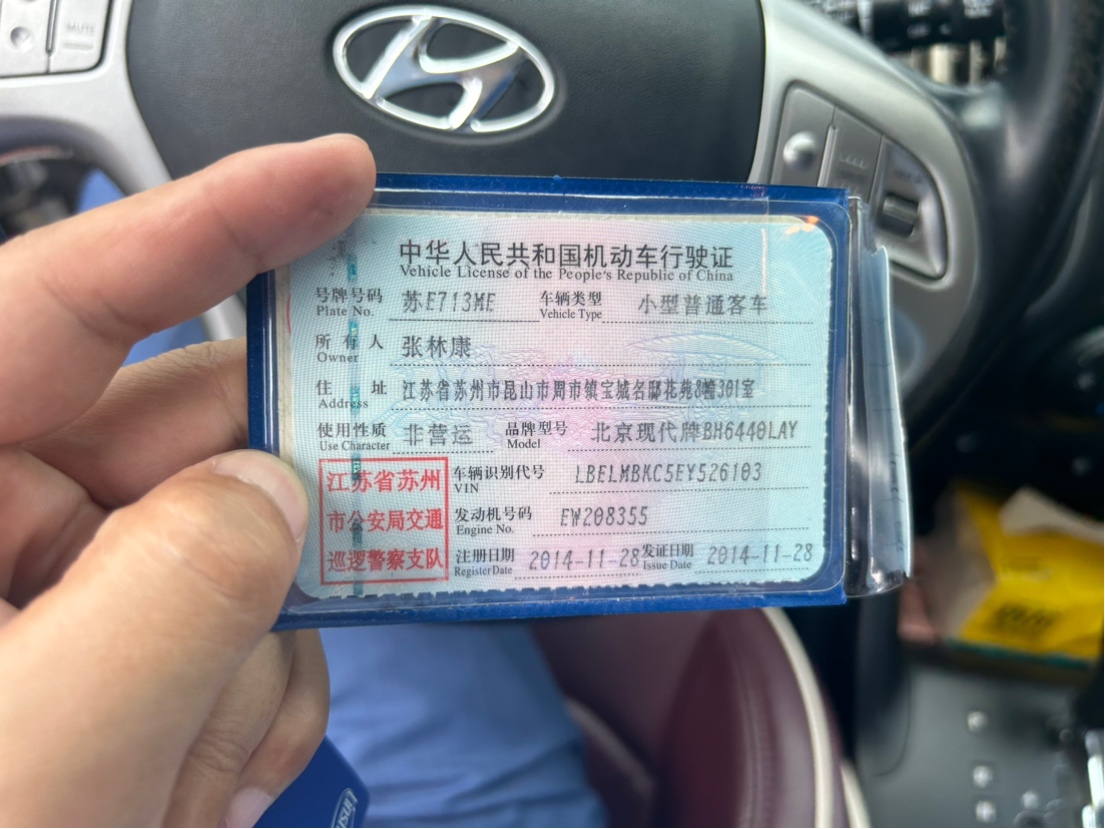 MUTE
中华人民共和国机动车行驶证
Vehicle License of the People's Republic of China
号牌号码 苏E713ME 车辆类型 小型普通客车
Plate No. Vehicle Type
所有人 张林康
Owner
住址 江苏省苏州市昆山市周市镇宝城名邸花苑8幢301室
Address
使用性质 非营运 品牌型号 北京现代牌BH6440LAY
Use Character Model
江苏省苏州
市公安局交通
巡逻警察支队
车辆识别代号 LBELMBKC5EY526103
VIN
发动机号码 EW208355
Engine No.
注册日期 2014-11-28 发证日期 2014-11-28
Register Date Issue Date